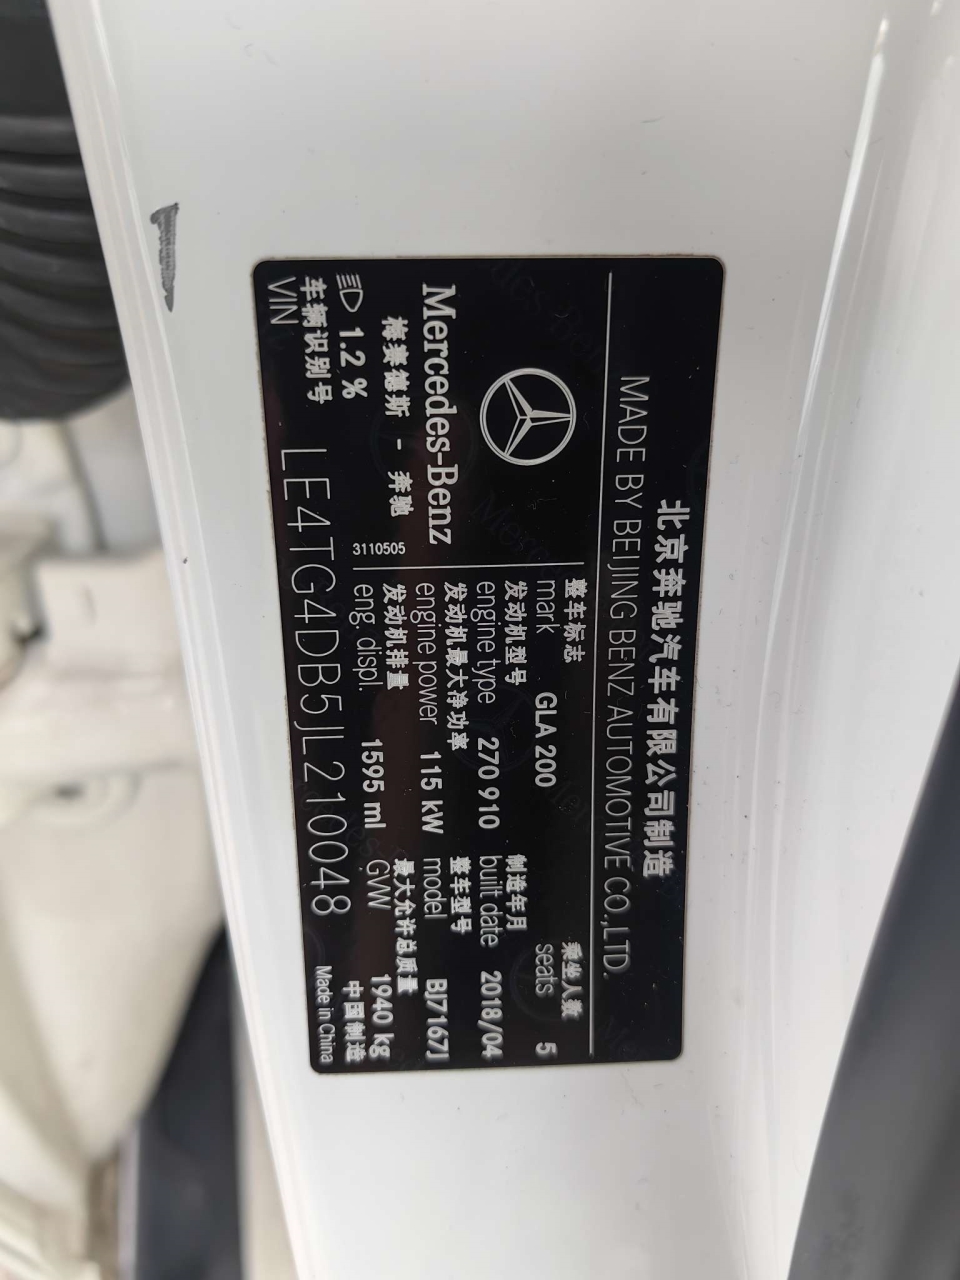 北京奔驰汽车有限公司制造
MADE BY BEIJING BENZ AUTOMOTIVE CO.,LTD.
整车标志
mark GLA 200
乘坐人数
seats 5
发动机型号
engine type 270 910
制造年月
built date 2018/04
发动机最大净功率
engine power 115 kW
整车型号
model BJ7167J
发动机排量
eng. displ. 1595 ml
最大允许总质量
GVW 1940 kg
Mercedes-Benz
梅赛德斯 - 奔驰
3110505
1.2 %
车辆识别号
VIN LE4TG4DB5JL210048
中国制造
Made in China